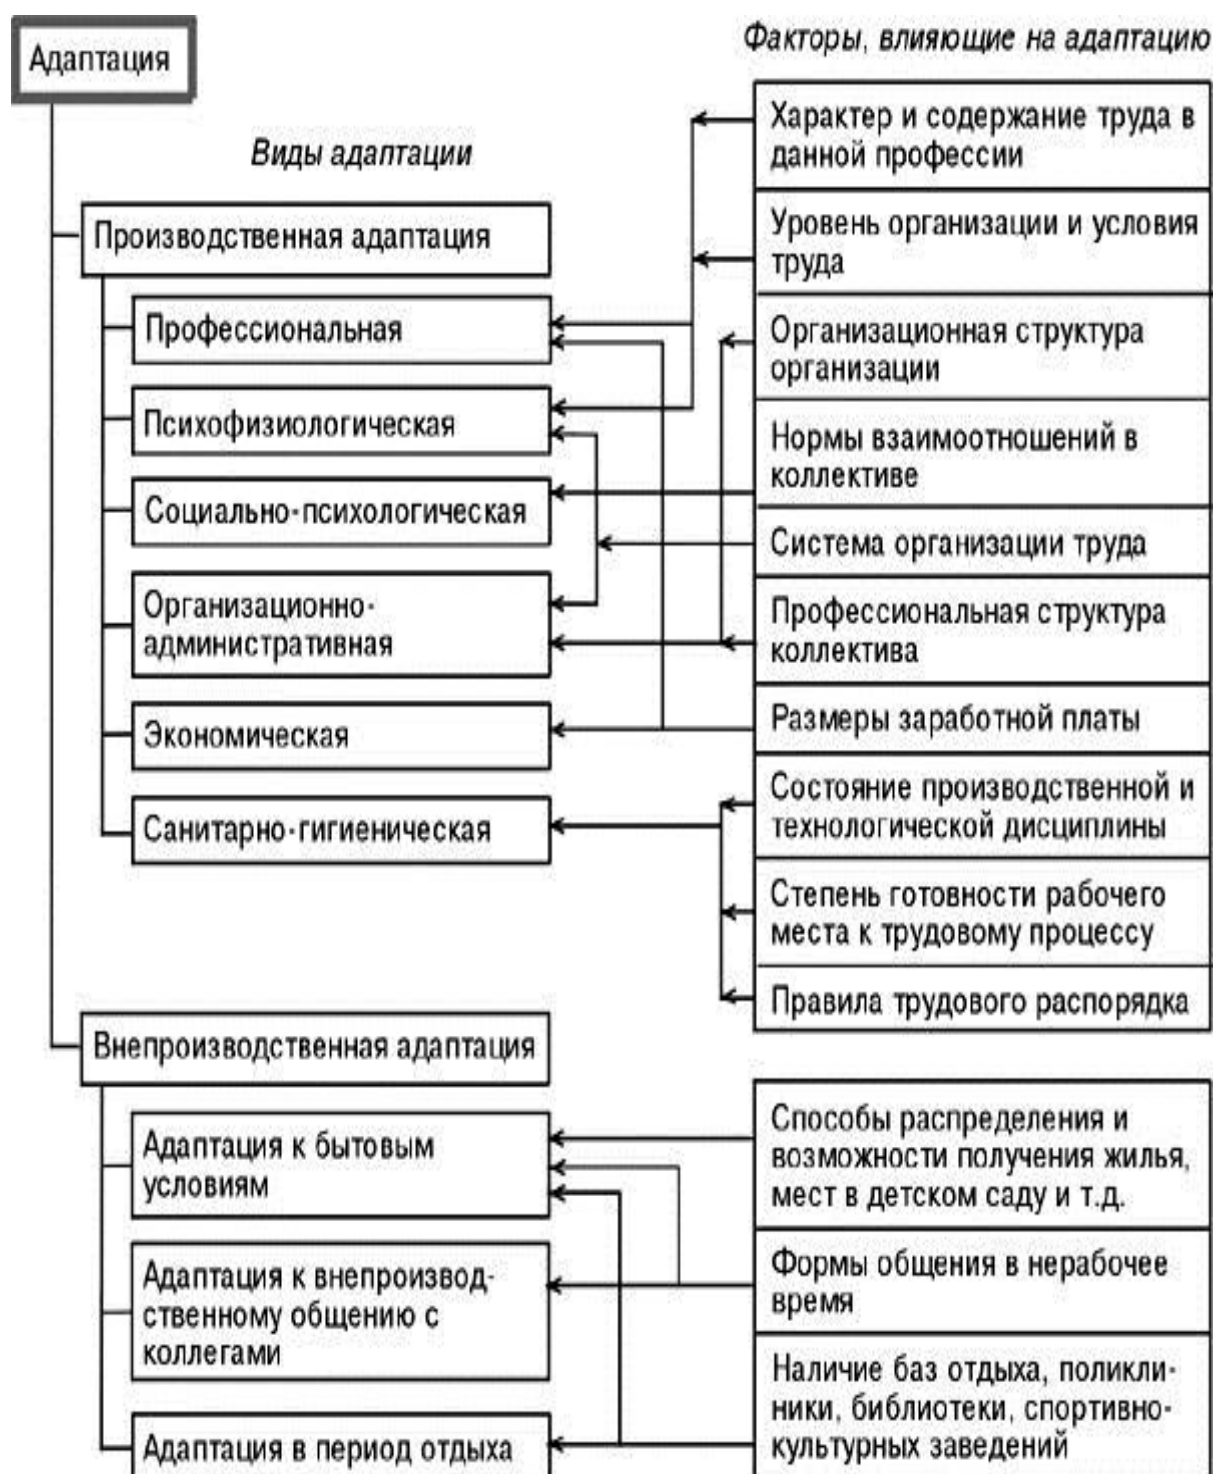 Адаптация
Виды адаптации
Производственная адаптация
Профессиональная
Психофизиологическая
Социально-психологическая
Организационно-
административная
Экономическая
Санитарно-гигиеническая
Внепроизводственная адаптация
Адаптация к бытовым
условиям
Адаптация к внепроизвод-
ственному общению с
коллегами
Адаптация в период отдыха
Факторы, влияющие на адаптацию
Характер и содержание труда в
данной профессии
Уровень организации и условия
труда
Организационная структура
организации
Нормы взаимоотношений в
коллективе
Система организации труда
Профессиональная структура
коллектива
Размеры заработной платы
Состояние производственной и
технологической дисциплины
Степень готовности рабочего
места к трудовому процессу
Правила трудового распорядка
Способы распределения и
возможности получения жилья,
мест в детском саду и т.д.
Формы общения в нерабочее
время
Наличие баз отдыха, поликли-
ники, библиотеки, спортивно-
культурных заведений